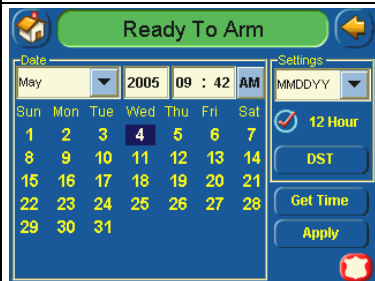 Ready To Arm
Date
Settings
May 2005 09 : 42 AM
MMDDYY
Sun Mon Tue Wed Thu Fri Sat
12 Hour
1 2 3 4 5 6 7
8 9 10 11 12 13 14
DST
15 16 17 18 19 20 21
22 23 24 25 26 27 28
Get Time
29 30 31
Apply